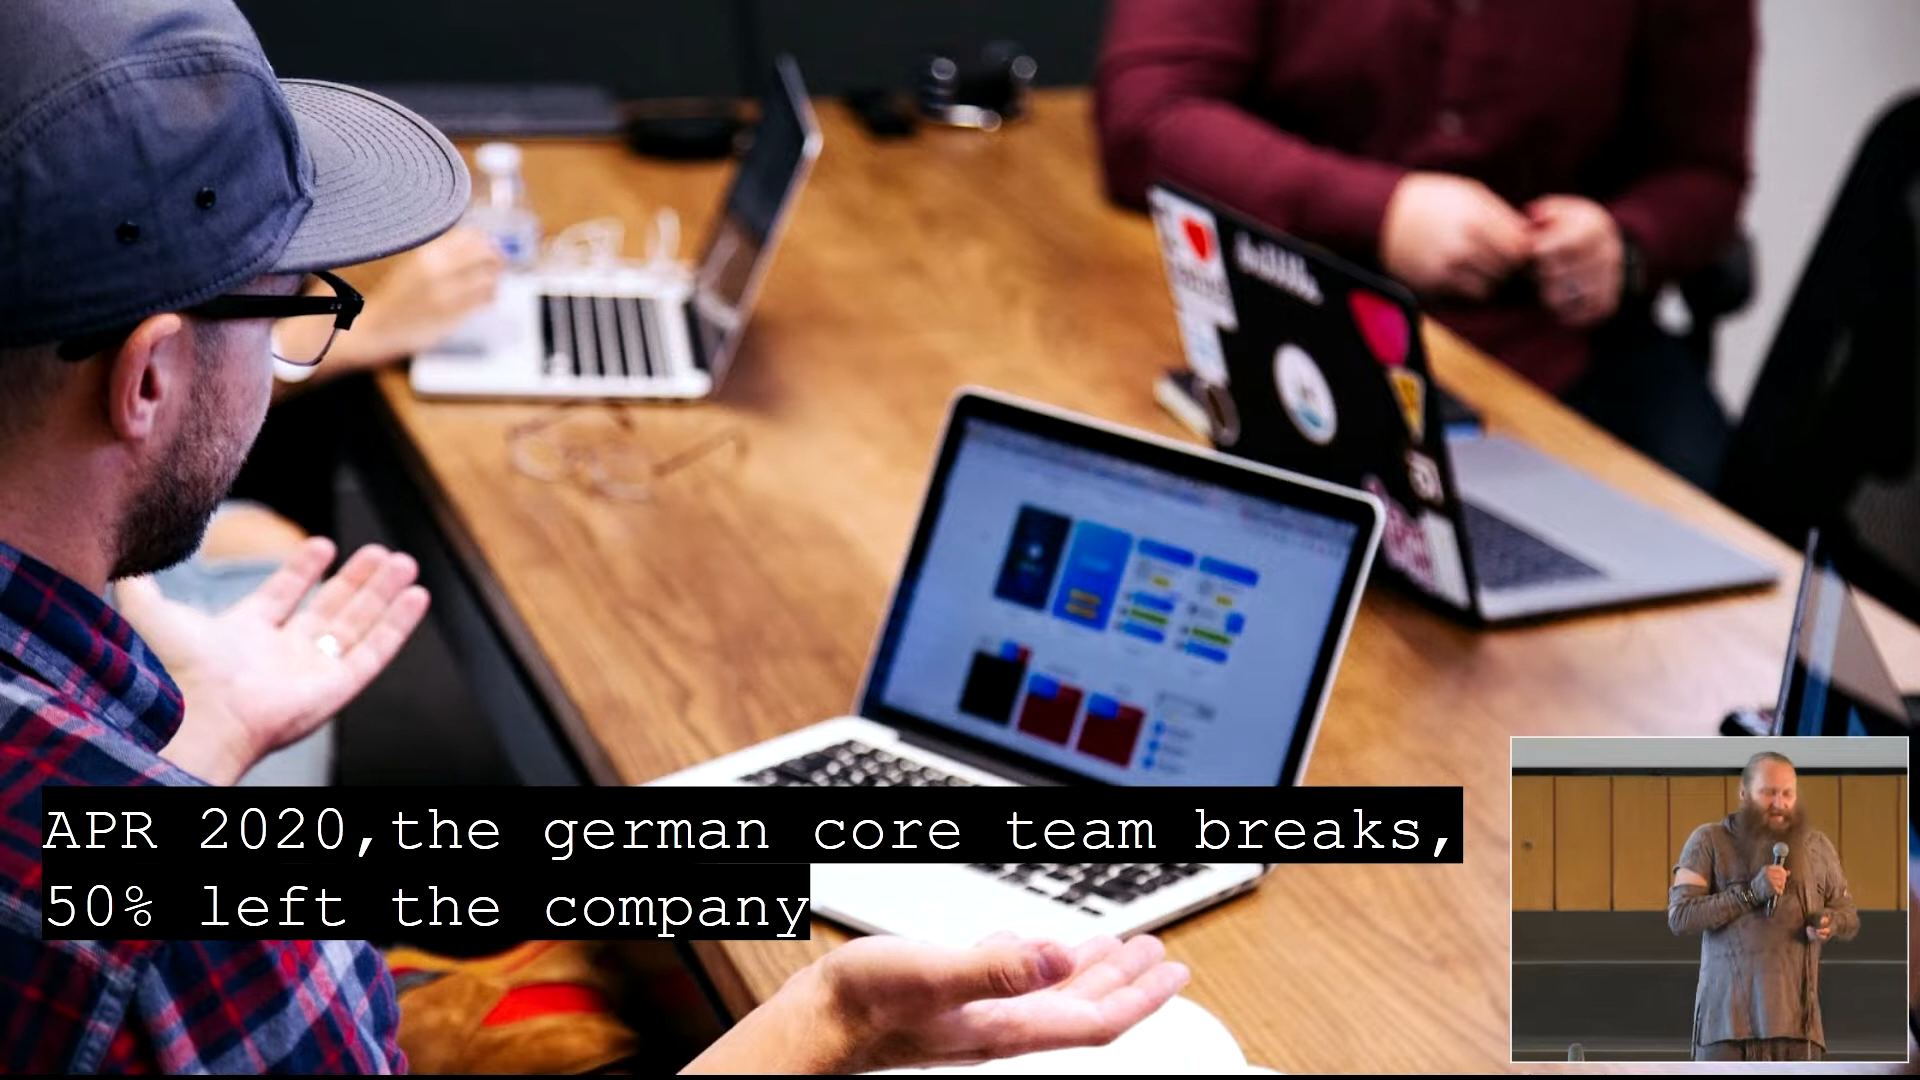 APR 2020,the german core team breaks,
50% left the company